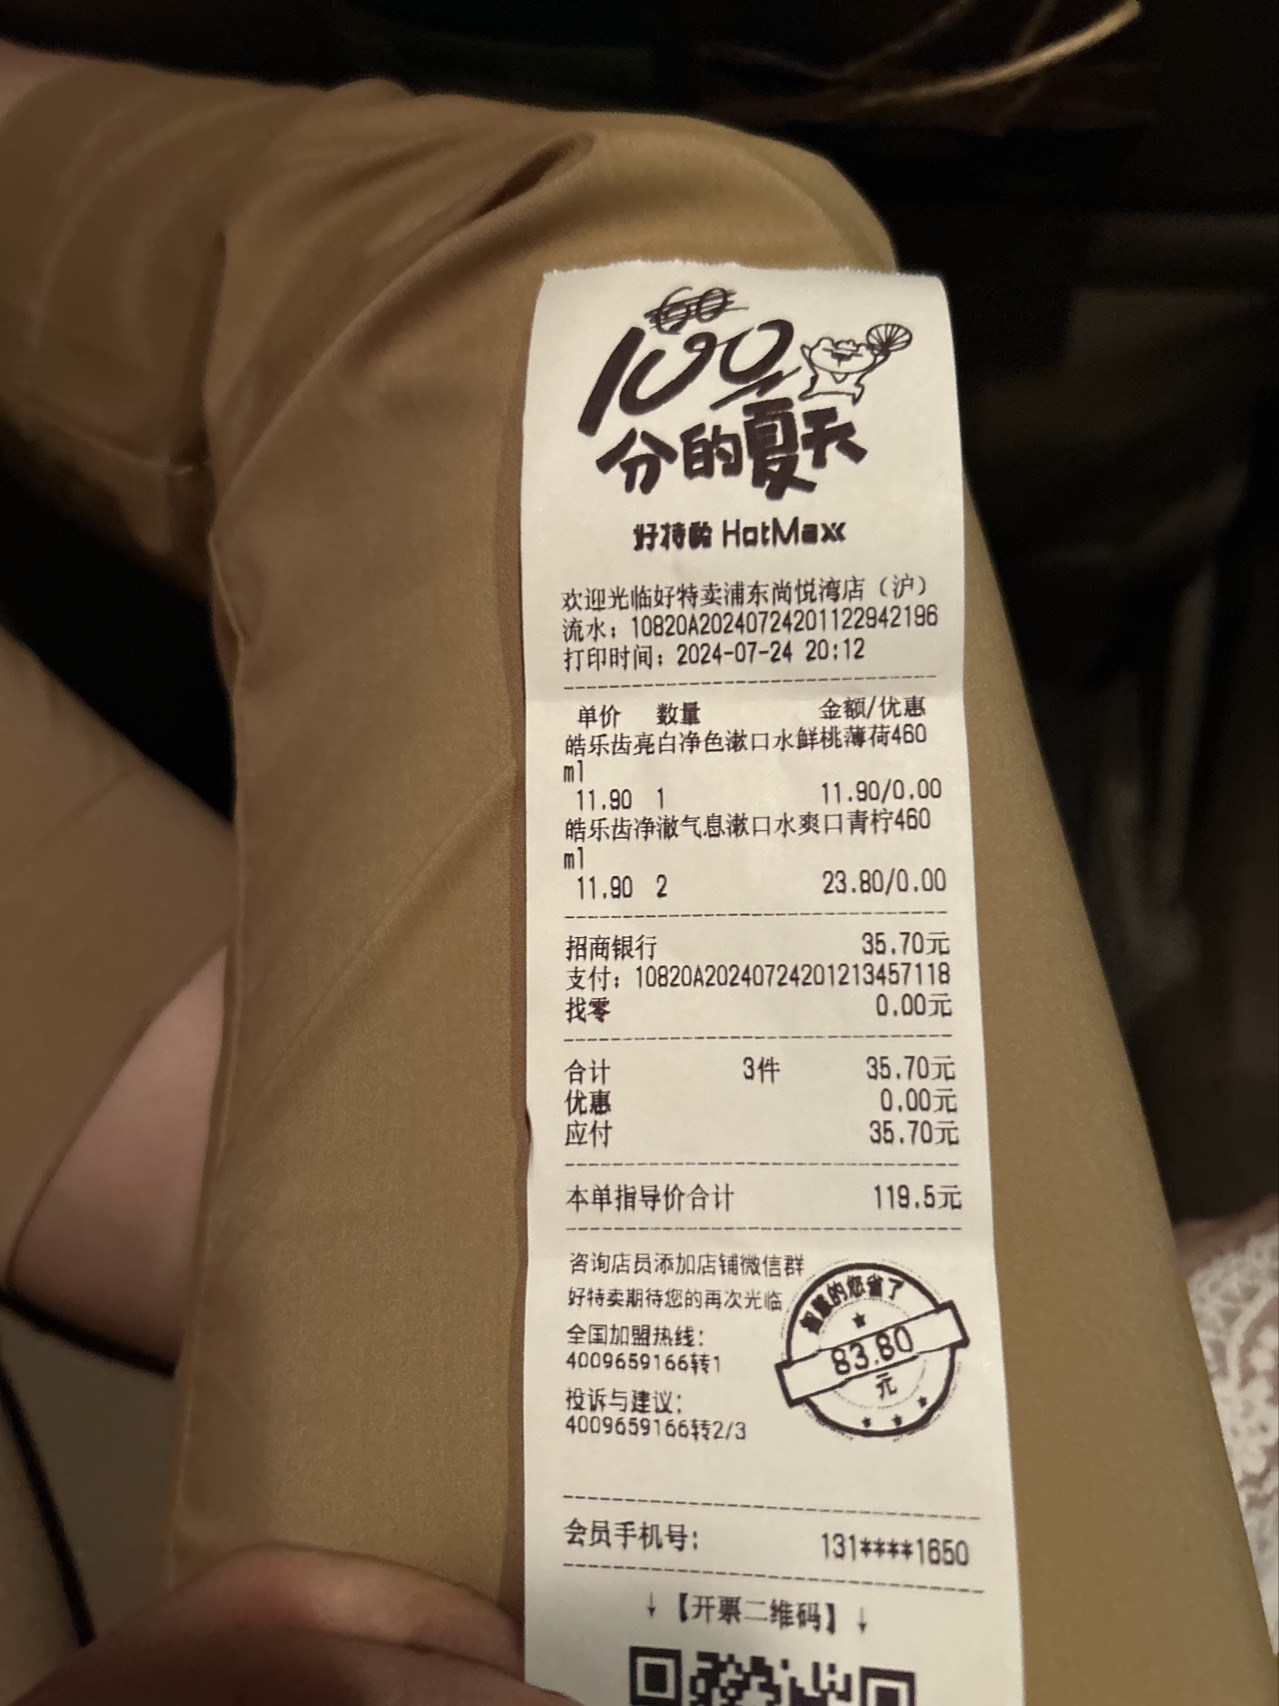 60
100
分的夏天
好特卖 HotMaxx
欢迎光临好特卖浦东尚悦湾店（沪）
流水：10820A20240724201122942196
打印时间：2024-07-24 20:12
单价 数量 金额/优惠
皓乐齿亮白净色漱口水鲜桃薄荷460
ml
11.90 1 11.90/0.00
皓乐齿净澈气息漱口水爽口青柠460
ml
11.90 2 23.80/0.00
招商银行 35.70元
支付：10820A20240724201213457118
找零 0.00元
合计 3件 35.70元
优惠 0.00元
应付 35.70元
本单指导价合计 119.5元
咨询店员添加店铺微信群
好特卖期待您的再次光临
全国加盟热线：
4009659166转1
投诉与建议：
4009659166转2/3
智慧的您省了
83.80
元
会员手机号： 131****1650
↓【开票二维码】↓